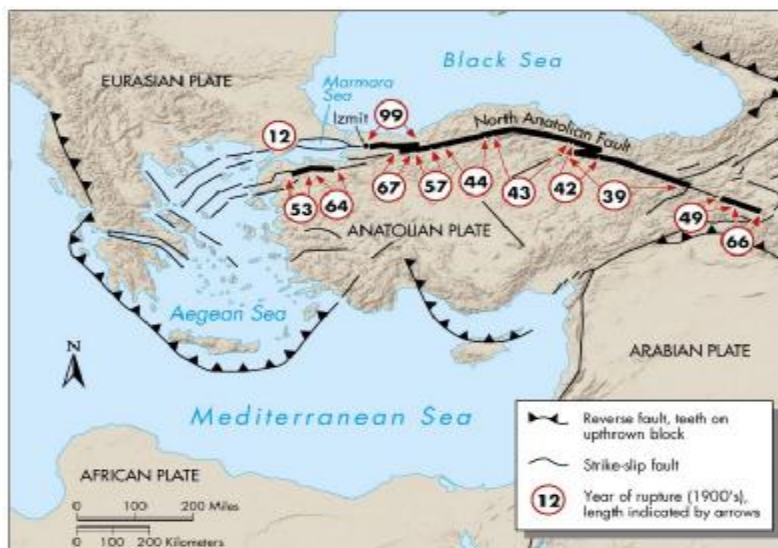 Black Sea
EURASIAN PLATE
Marmara
Sea
Izmit
99
North Anatolian Fault
12
67
57
44
43
42
39
53
64
49
66
ANATOLIAN PLATE
Aegean Sea
N
ARABIAN PLATE
Mediterranean Sea
AFRICAN PLATE
0 100 200 Miles
0 100 200 Kilometers
Reverse fault, teeth on
upthrown block
Strike-slip fault
12
Year of rupture (1900's),
length indicated by arrows